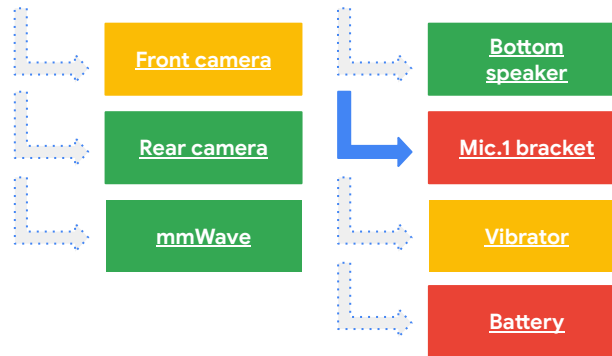 Front camera
Rear camera
mmWave
Bottom
speaker
Mic.1 bracket
Vibrator
Battery